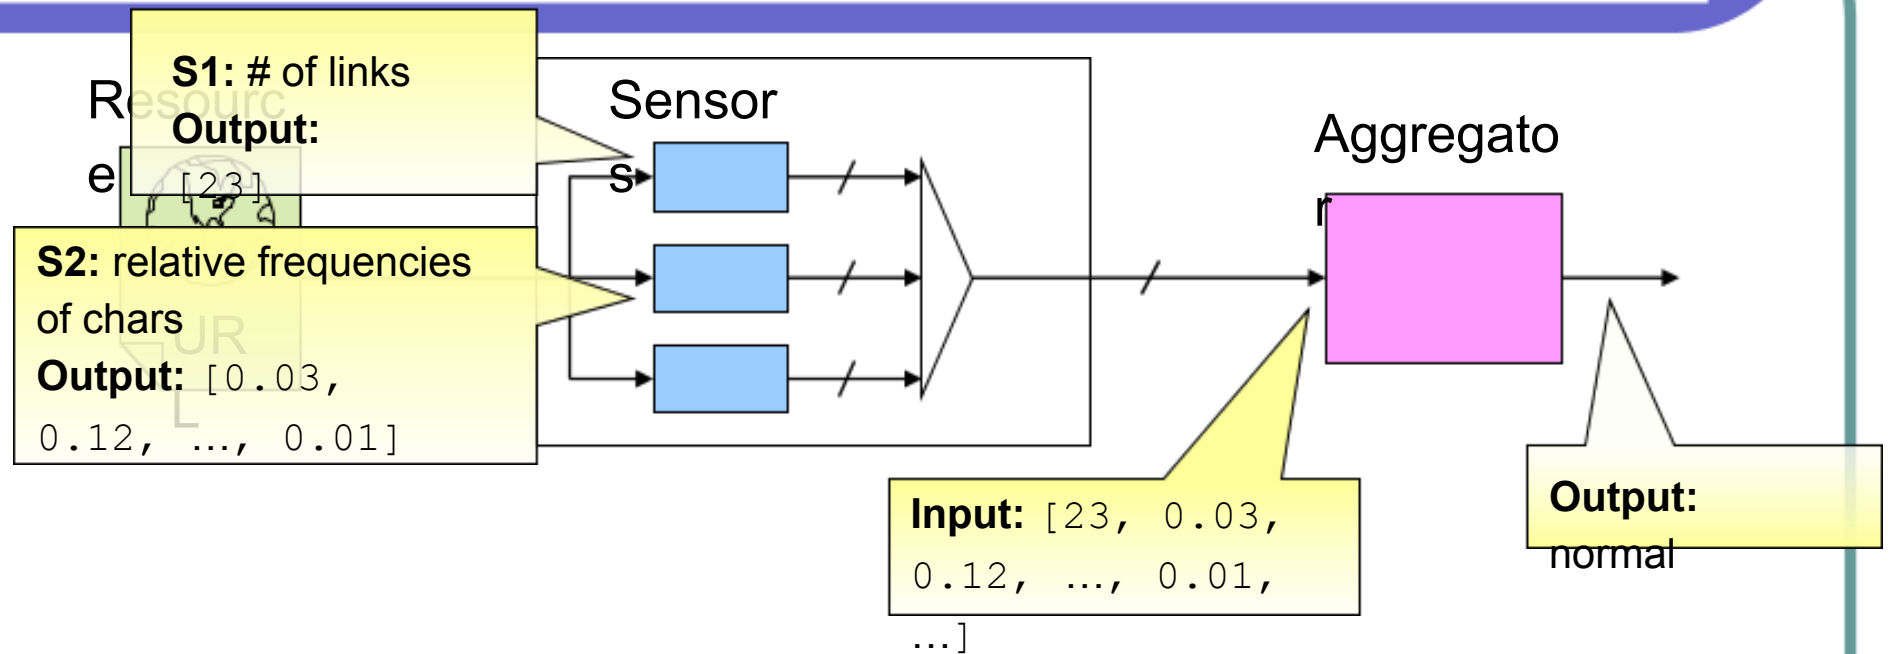 Resourc
e
S1: # of links
Output:
[23]
Sensor
s
Aggregato
r
S2: relative frequencies
of chars
Output: [0.03,
0.12, …, 0.01]
UR
L
Input: [23, 0.03,
0.12, …, 0.01,
…]
Output:
normal